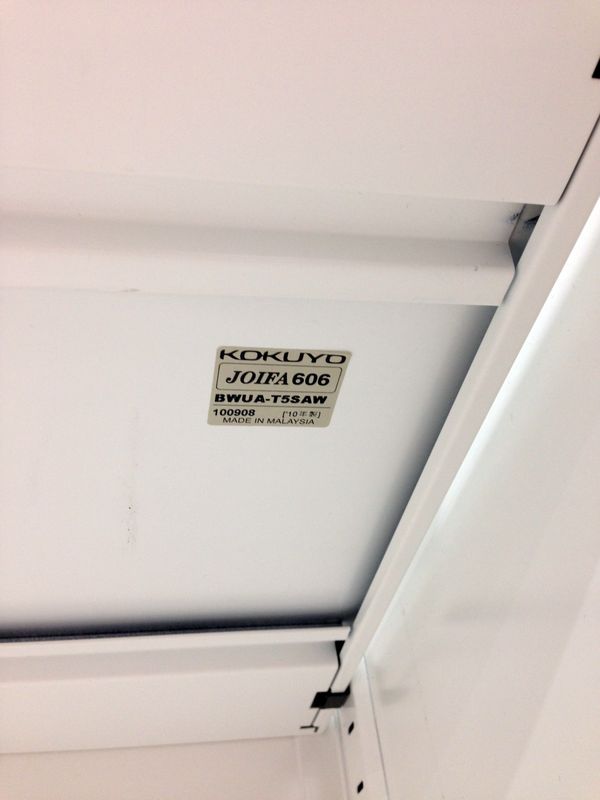 KOKUYO
JOIFA 606
BWUA-T5SAW
100908 ['10年製]
MADE IN MALAYSIA